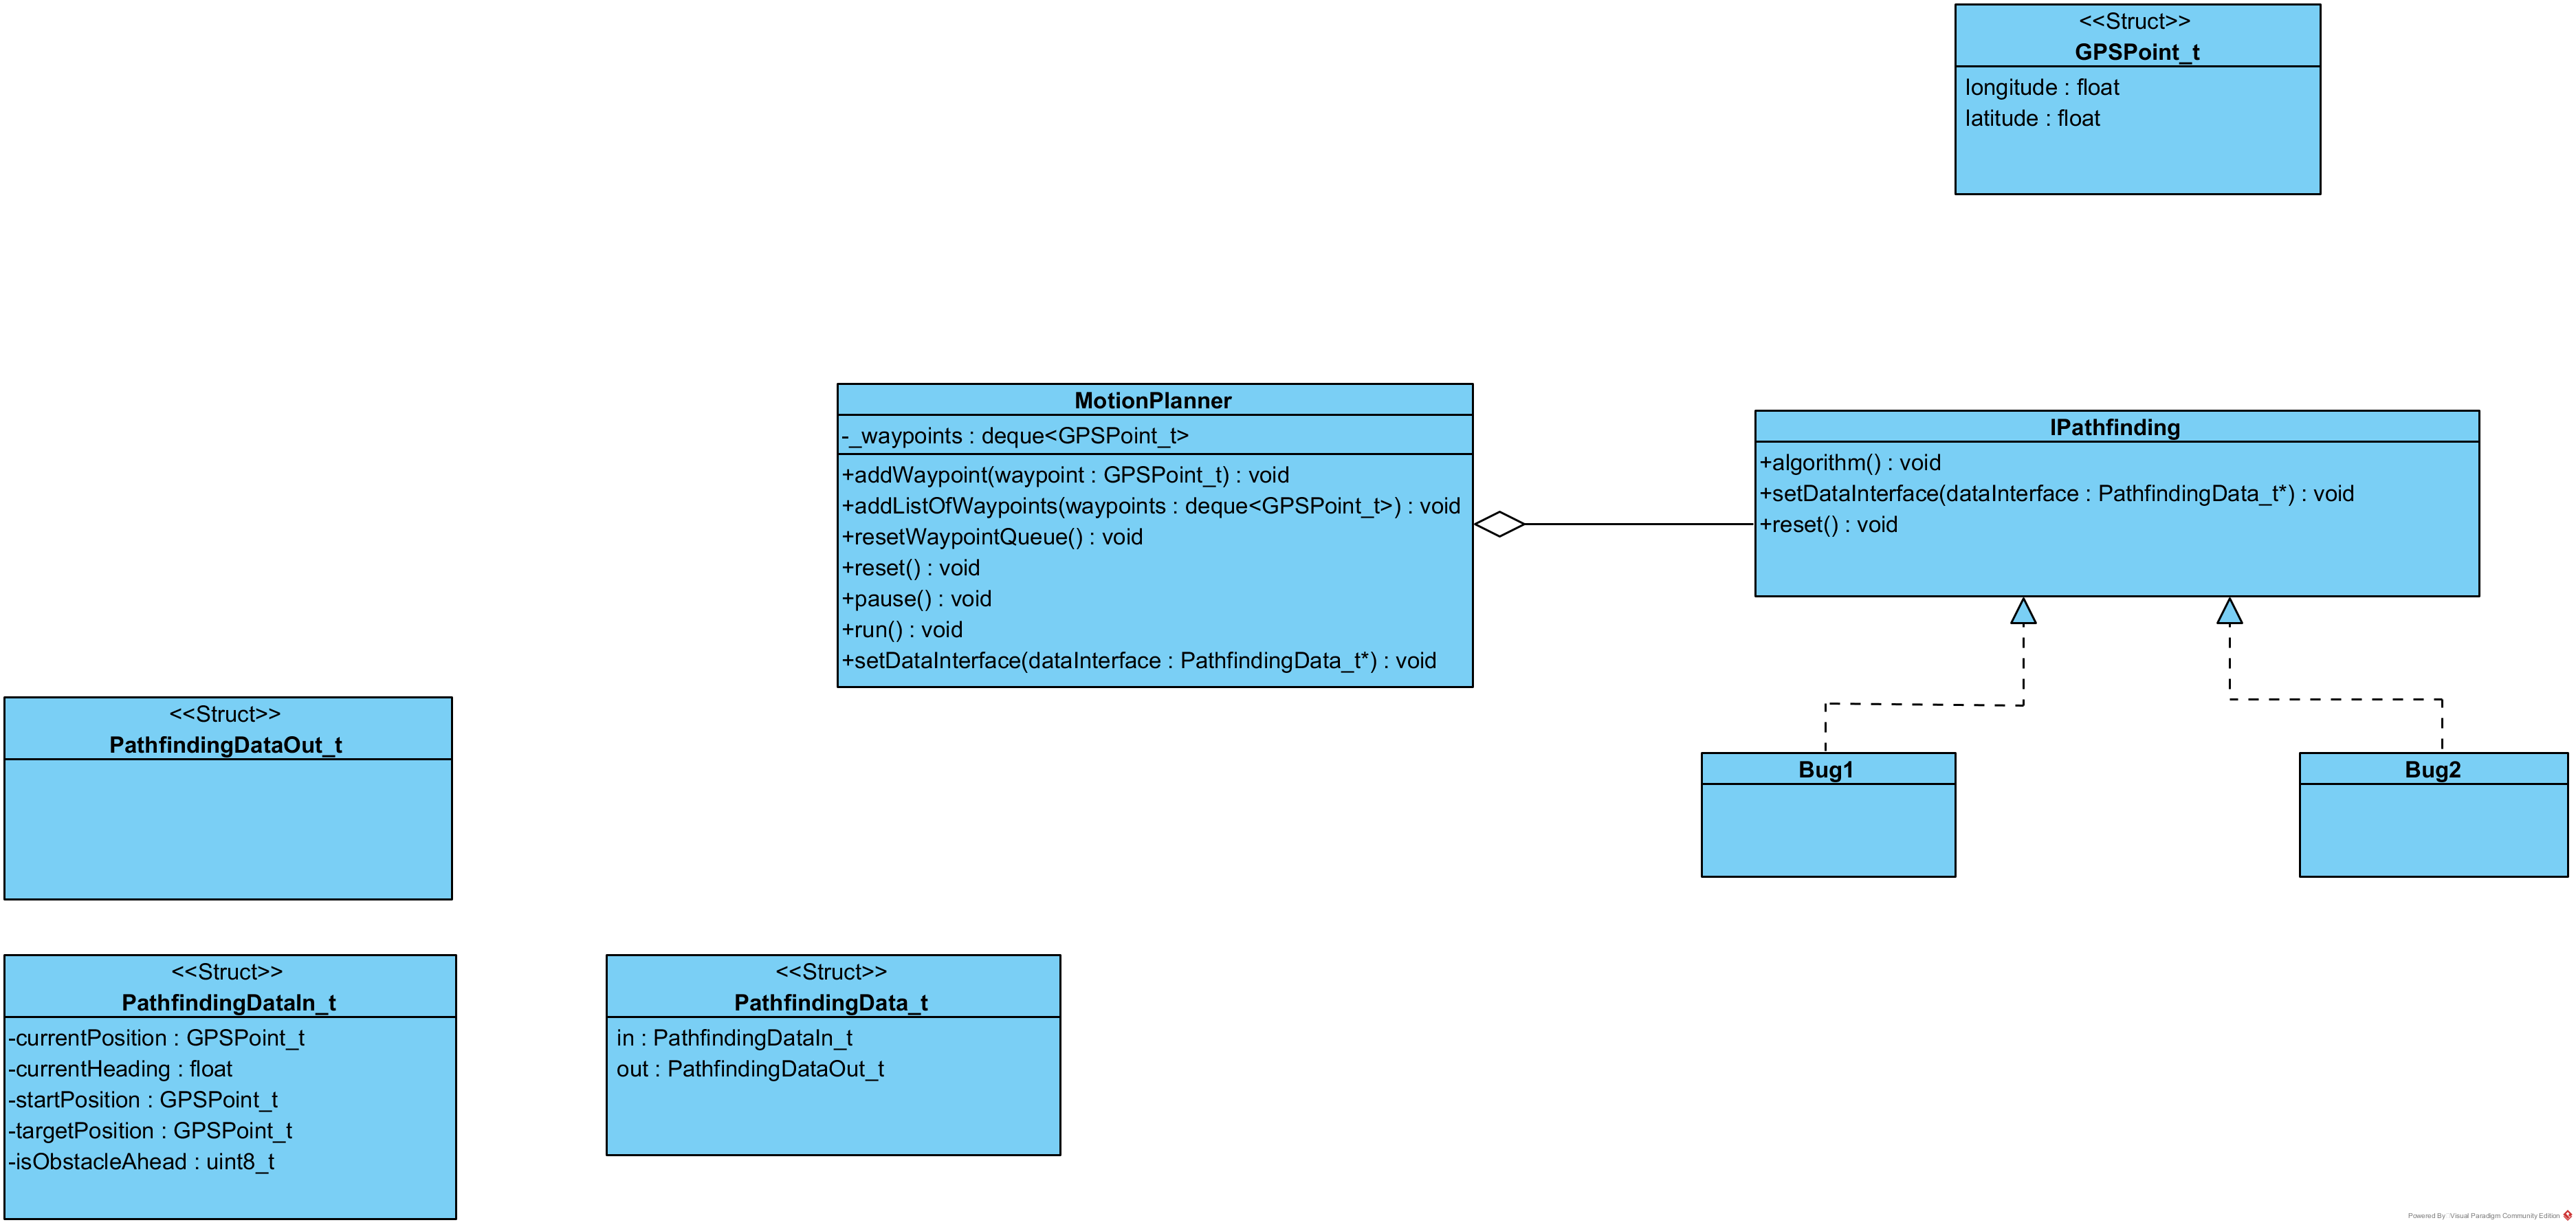 <<Struct>>
GPSPoint_t
longitude : float
latitude : float
MotionPlanner
-_waypoints : deque<GPSPoint_t>
+addWaypoint(waypoint : GPSPoint_t) : void
+addListOfWaypoints(waypoints : deque<GPSPoint_t>) : void
+resetWaypointQueue() : void
+reset() : void
+pause() : void
+run() : void
+setDataInterface(dataInterface : PathfindingData_t*) : void
IPathfinding
+algorithm() : void
+setDataInterface(dataInterface : PathfindingData_t*) : void
+reset() : void
<<Struct>>
PathfindingDataOut_t
Bug1
Bug2
<<Struct>>
PathfindingDataIn_t
-currentPosition : GPSPoint_t
-currentHeading : float
-startPosition : GPSPoint_t
-targetPosition : GPSPoint_t
-isObstacleAhead : uint8_t
<<Struct>>
PathfindingData_t
in : PathfindingDataIn_t
out : PathfindingDataOut_t
Powered By Visual Paradigm Community Edition